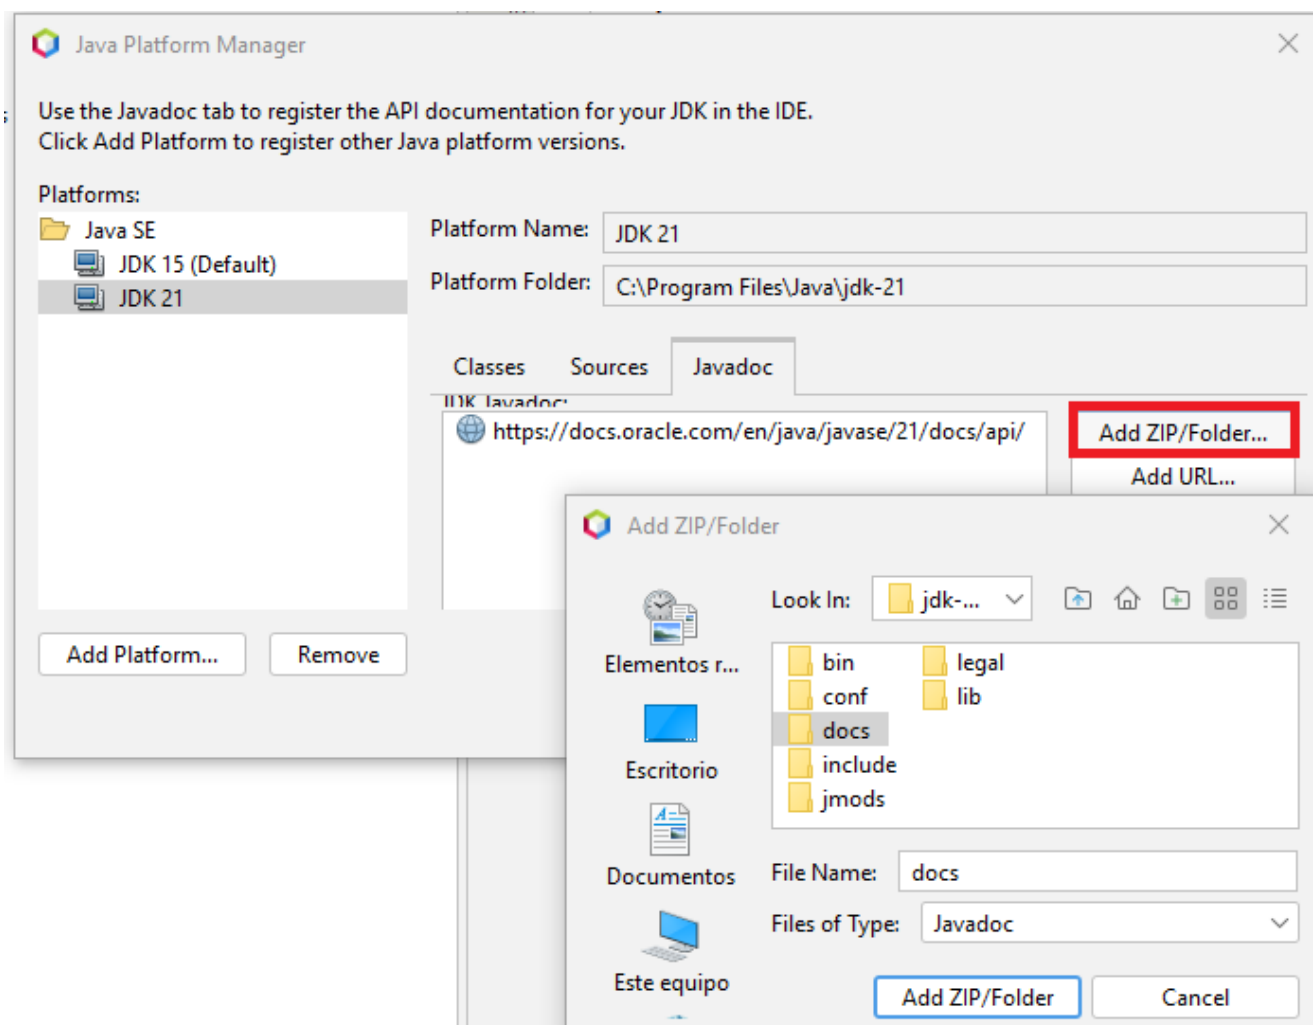 Java Platform Manager
Use the Javadoc tab to register the API documentation for your JDK in the IDE.
Click Add Platform to register other Java platform versions.
Platforms:
Java SE
JDK 15 (Default)
JDK 21
Platform Name: JDK 21
Platform Folder: C:\Program Files\Java\jdk-21
Classes Sources Javadoc
JDK Javadoc:
https://docs.oracle.com/en/java/javase/21/docs/api/
Add ZIP/Folder...
Add URL...
Add Platform... Remove
Add ZIP/Folder
Look In: jdk-...
Elementos r...
Escritorio
Documentos
Este equipo
bin legal
conf lib
docs
include
jmods
File Name: docs
Files of Type: Javadoc
Add ZIP/Folder Cancel